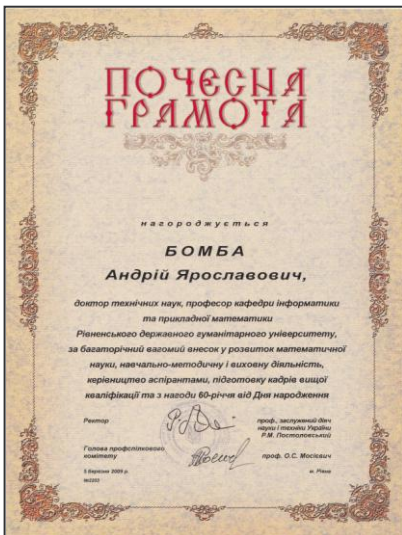 ПОЧЕСНА
ГРАМОТА
нагороджується
БОМБА
Андрій Ярославович,
доктор технічних наук, професор кафедри інформатики
та прикладної математики
Рівненського державного гуманітарного університету,
за багаторічний вагомий внесок у розвиток математичної
науки, навчально-методичну і виховну діяльність,
керівництво аспірантами, підготовку кадрів вищої
кваліфікації та з нагоди 60-річчя від Дня народження
Ректор
проф., заслужений діяч
науки і техніки України
Р.М. Постоловський
Голова профспілкового
комітету
проф. О.С. Мосієвич
5 березня 2009 р.
м. Рівне